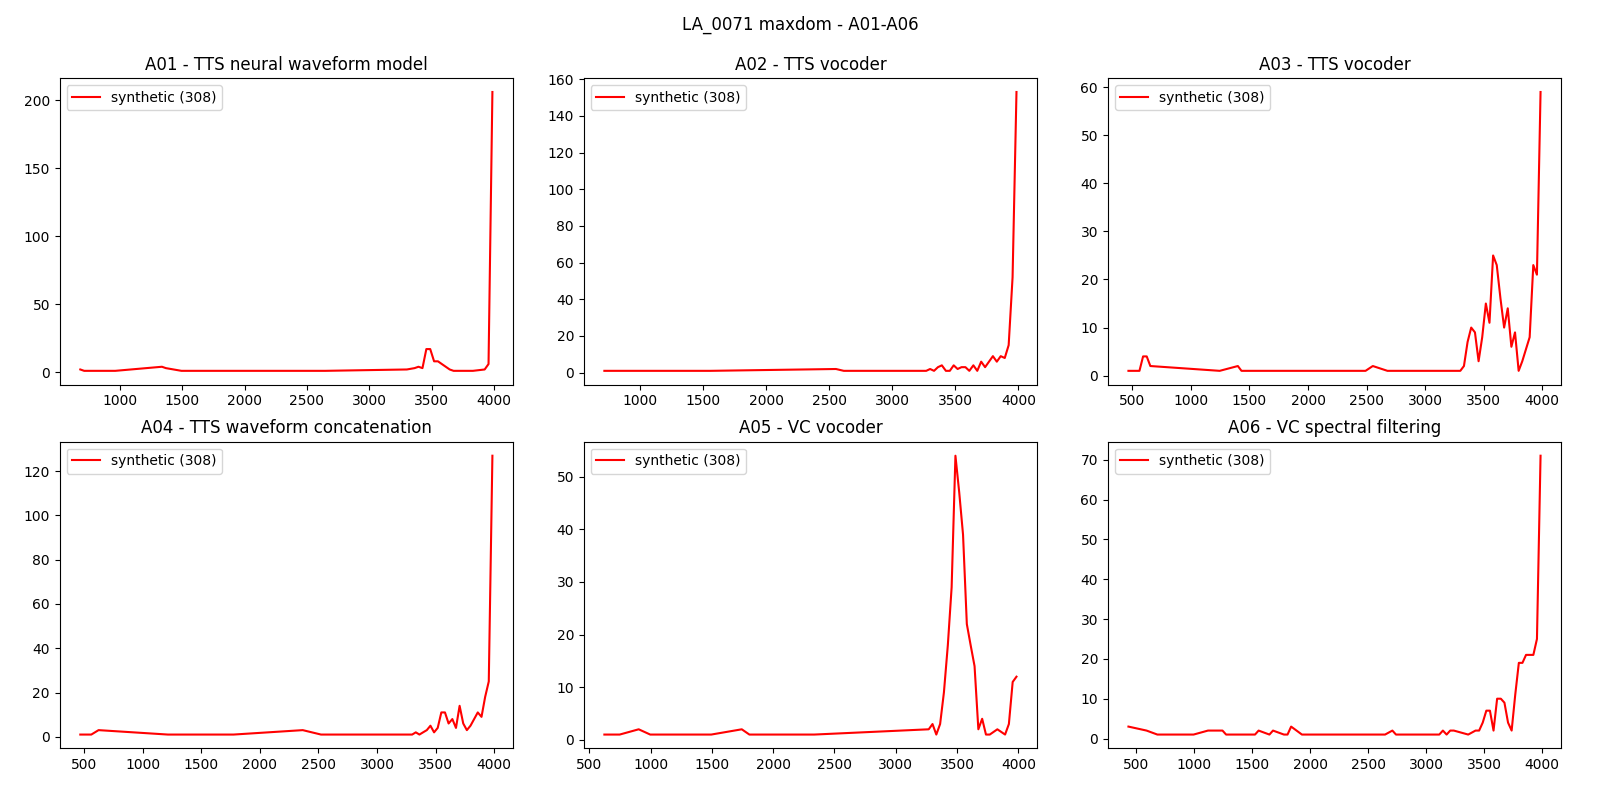 LA_0071 maxdom - A01-A06
A01 - TTS neural waveform model
synthetic (308)
200
150
100
50
0
1000 1500 2000 2500 3000 3500 4000
A02 - TTS vocoder
synthetic (308)
160
140
120
100
80
60
40
20
0
1000 1500 2000 2500 3000 3500 4000
A03 - TTS vocoder
synthetic (308)
60
50
40
30
20
10
0
500 1000 1500 2000 2500 3000 3500 4000
A04 - TTS waveform concatenation
synthetic (308)
120
100
80
60
40
20
0
500 1000 1500 2000 2500 3000 3500 4000
A05 - VC vocoder
synthetic (308)
50
40
30
20
10
0
500 1000 1500 2000 2500 3000 3500 4000
A06 - VC spectral filtering
synthetic (308)
70
60
50
40
30
20
10
0
500 1000 1500 2000 2500 3000 3500 4000